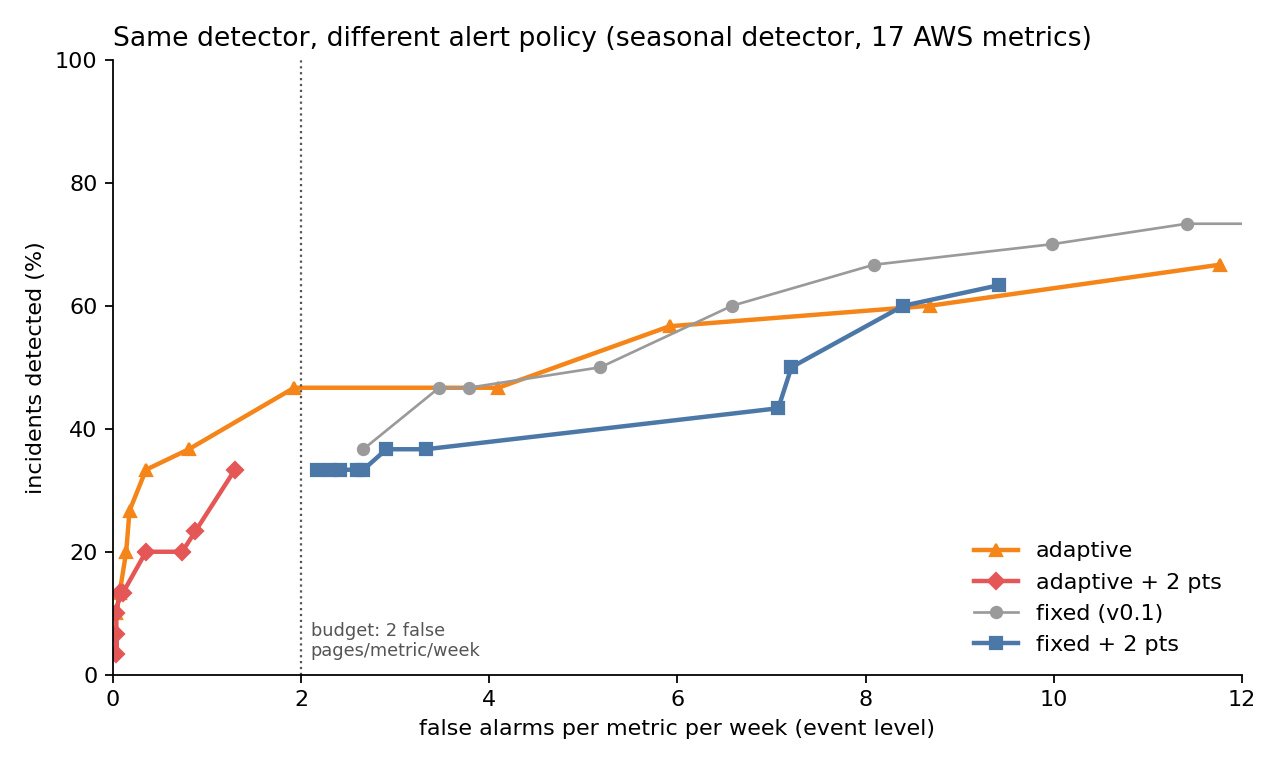 Same detector, different alert policy (seasonal detector, 17 AWS metrics)
100
80
60
40
20
0
incidents detected (%)
budget: 2 false
pages/metric/week
adaptive
adaptive + 2 pts
fixed (v0.1)
fixed + 2 pts
0 2 4 6 8 10 12
false alarms per metric per week (event level)